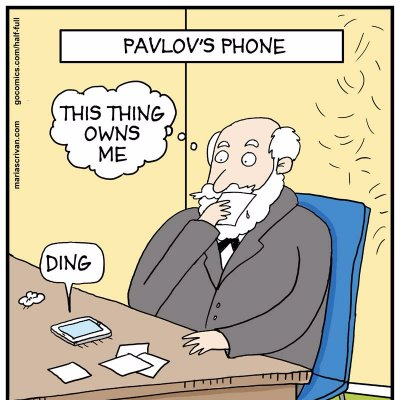 PAVLOV'S PHONE
THIS THING
OWNS
ME
DING
mariascrivan.com
gocomics.com/half-full